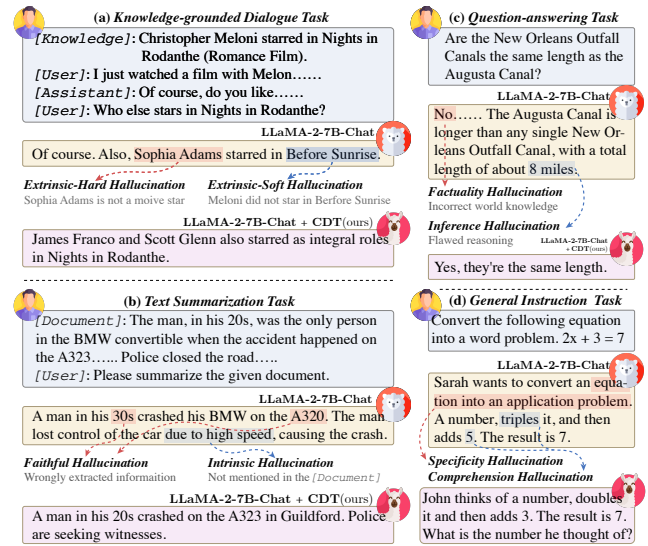 (a) Knowledge-grounded Dialogue Task
[Knowledge]: Christopher Meloni starred in Nights in
Rodanthe (Romance Film).
[User]: I just watched a film with Melon……
[Assistant]: Of course, do you like……
[User]: Who else stars in Nights in Rodanthe?
LLaMA-2-7B-Chat
Of course. Also, Sophia Adams starred in Before Sunrise.
Extrinsic-Hard Hallucination
Sophia Adams is not a moive star
Extrinsic-Soft Hallucination
Meloni did not star in Berfore Sunrise
LLaMA-2-7B-Chat + CDT(ours)
James Franco and Scott Glenn also starred as integral roles
in Nights in Rodanthe.
(b) Text Summarization Task
[Document]: The man, in his 20s, was the only person
in the BMW convertible when the accident happened on
the A323…... Police closed the road…..
[User]: Please summarize the given document.
LLaMA-2-7B-Chat
A man in his 30s crashed his BMW on the A320. The man
lost control of the car due to high speed, causing the crash.
Faithful Hallucination
Wrongly extracted informaition
Intrinsic Hallucination
Not mentioned in the [Document]
LLaMA-2-7B-Chat + CDT(ours)
A man in his 20s crashed on the A323 in Guildford. Police
are seeking witnesses.
(c) Question-answering Task
Are the New Orleans Outfall
Canals the same length as the
Augusta Canal?
LLaMA-2-7B-Chat
No…… The Augusta Canal is
longer than any single New Or-
leans Outfall Canal, with a total
length of about 8 miles.
Factuality Hallucination
Incorrect world knowledge
Inference Hallucination
Flawed reasoning
LLaMA-2-7B-Chat
+ CDT(ours)
Yes, they're the same length.
(d) General Instruction Task
Convert the following equation
into a word problem. 2x + 3 = 7
LLaMA-2-7B-Chat
Sarah wants to convert an equa-
tion into an application problem.
A number, triples it, and then
adds 5. The result is 7.
Specificity Hallucination
Comprehension Hallucination
John thinks of a number, doubles
it and then adds 3. The result is 7.
What is the number he thought of?